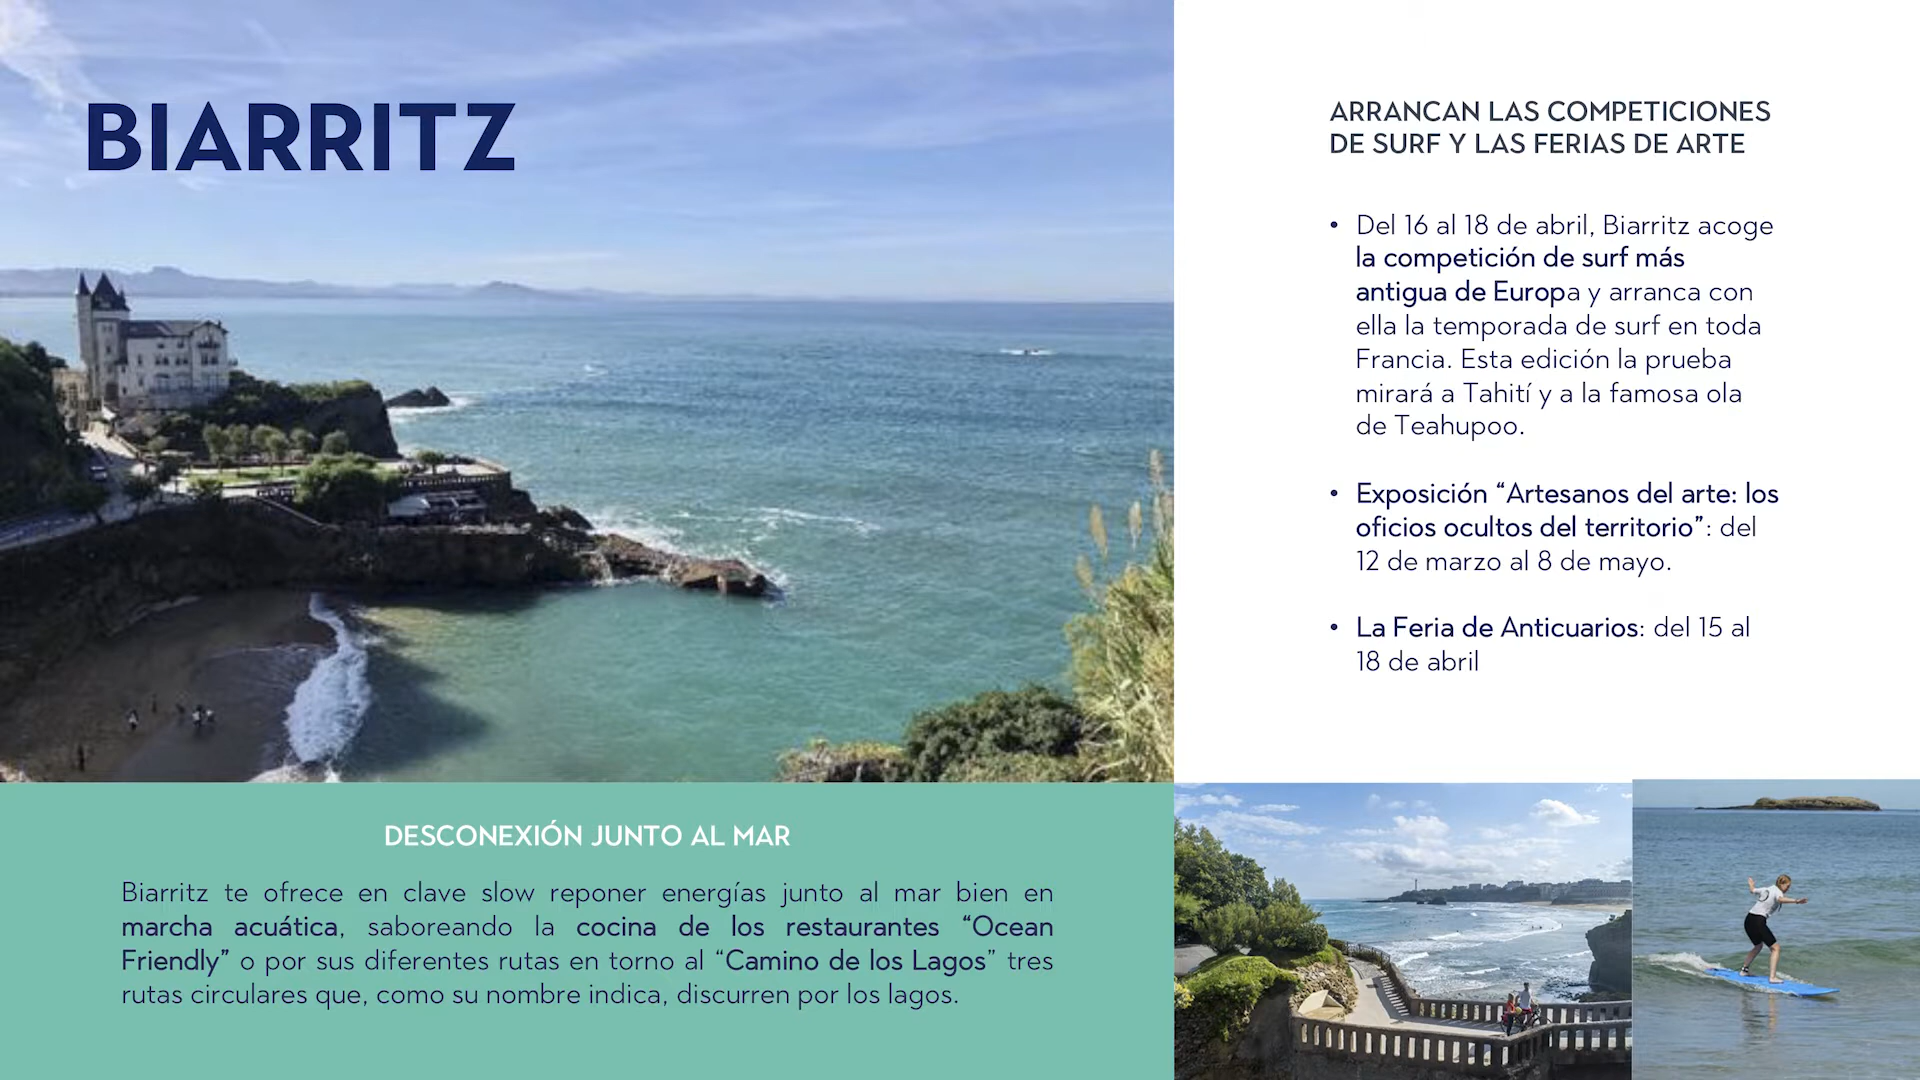 BIARRITZ
ARRANCAN LAS COMPETICIONES
DE SURF Y LAS FERIAS DE ARTE
• Del 16 al 18 de abril, Biarritz acoge
la competición de surf más
antigua de Europa y arranca con
ella la temporada de surf en toda
Francia. Esta edición la prueba
mirará a Tahití y a la famosa ola
de Teahupoo.
• Exposición “Artesanos del arte: los
oficios ocultos del territorio”: del
12 de marzo al 8 de mayo.
• La Feria de Anticuarios: del 15 al
18 de abril
DESCONEXIÓN JUNTO AL MAR
Biarritz te ofrece en clave slow reponer energías junto al mar bien en
marcha acuática, saboreando la cocina de los restaurantes “Ocean
Friendly” o por sus diferentes rutas en torno al “Camino de los Lagos” tres
rutas circulares que, como su nombre indica, discurren por los lagos.